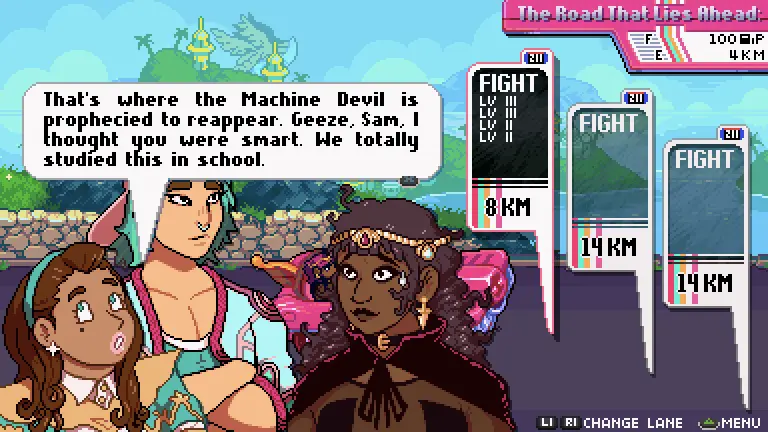 The Road That Lies Ahead:
F 100 P
E 4KM
That's where the Machine Devil is
prophecied to reappear. Geeze, Sam, I
thought you were smart. We totally
studied this in school.
FIGHT
LV III
LV III
LV II
LV II
8 KM
FIGHT
14 KM
FIGHT
14 KM
L1 R1 CHANGE LANE MENU